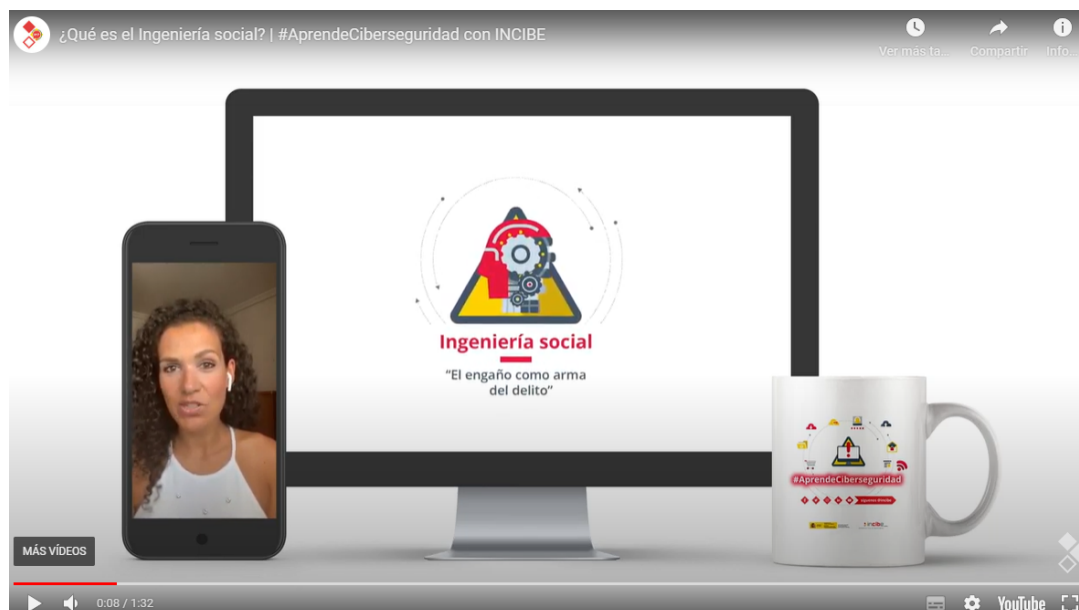 ¿Qué es el Ingeniería social? | #AprendeCiberseguridad con INCIBE
Ver más ta...
Compartir
Info...
Ingeniería social
"El engaño como arma
del delito"
#AprendeCiberseguridad
MÁS VÍDEOS
0:08 / 1:32
YouTube